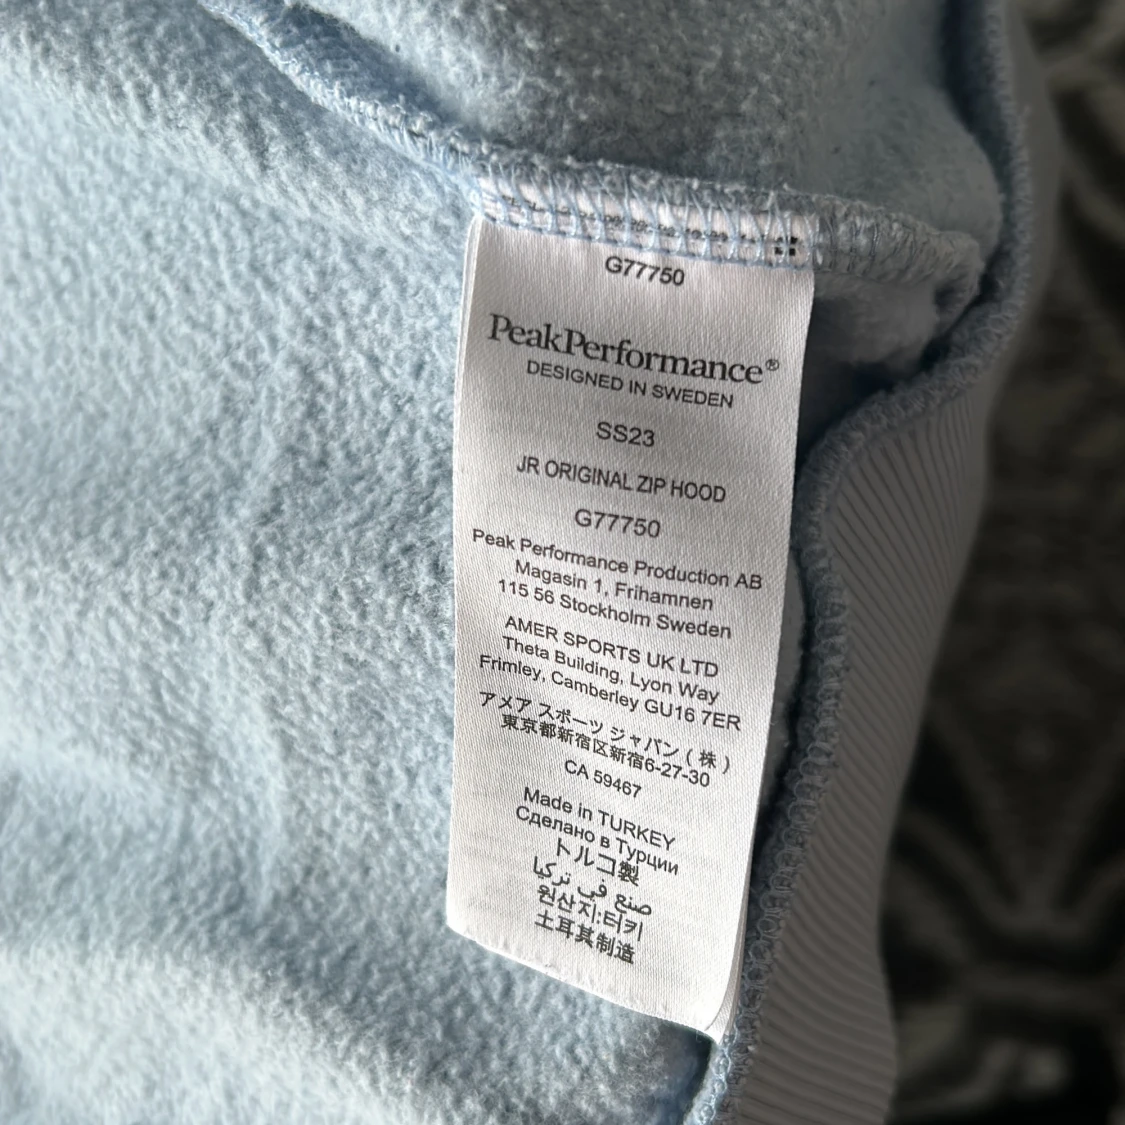 G77750
PeakPerformance®
DESIGNED IN SWEDEN
SS23
JR ORIGINAL ZIP HOOD
G77750
Peak Performance Production AB
Magasin 1, Frihamnen
115 56 Stockholm Sweden
AMER SPORTS UK LTD
Theta Building, Lyon Way
Frimley, Camberley GU16 7ER
アメア スポーツ ジャパン ( 株 )
東京都新宿区新宿6-27-30
CA 59467
Made in TURKEY
Сделано в Турции
トルコ製
صنع في تركيا
원산지:터키
土耳其制造